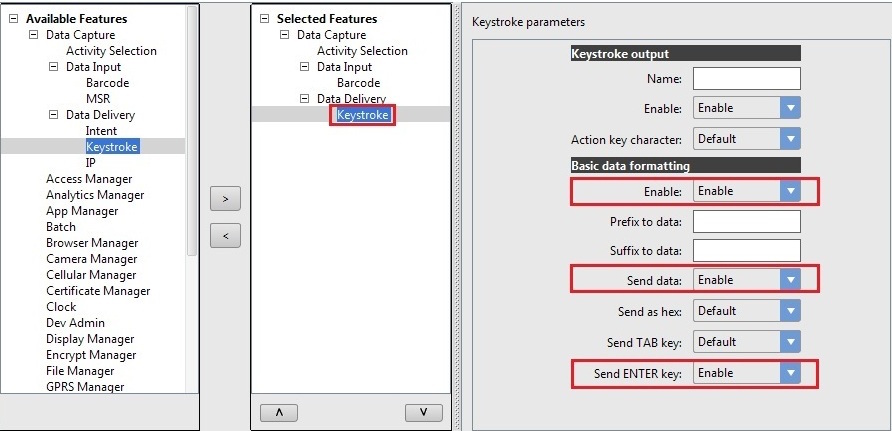 Available Features
Data Capture
Activity Selection
Data Input
Barcode
MSR
Data Delivery
Intent
Keystroke
IP
Access Manager
Analytics Manager
App Manager
Batch
Browser Manager
Camera Manager
Cellular Manager
Certificate Manager
Clock
Dev Admin
Display Manager
Encrypt Manager
File Manager
GPRS Manager
>
<
Selected Features
Data Capture
Activity Selection
Data Input
Barcode
Data Delivery
Keystroke
Λ
V
Keystroke parameters
Keystroke output
Name:
Enable: Enable
Action key character: Default
Basic data formatting
Enable: Enable
Prefix to data:
Suffix to data:
Send data: Enable
Send as hex: Default
Send TAB key: Default
Send ENTER key: Enable